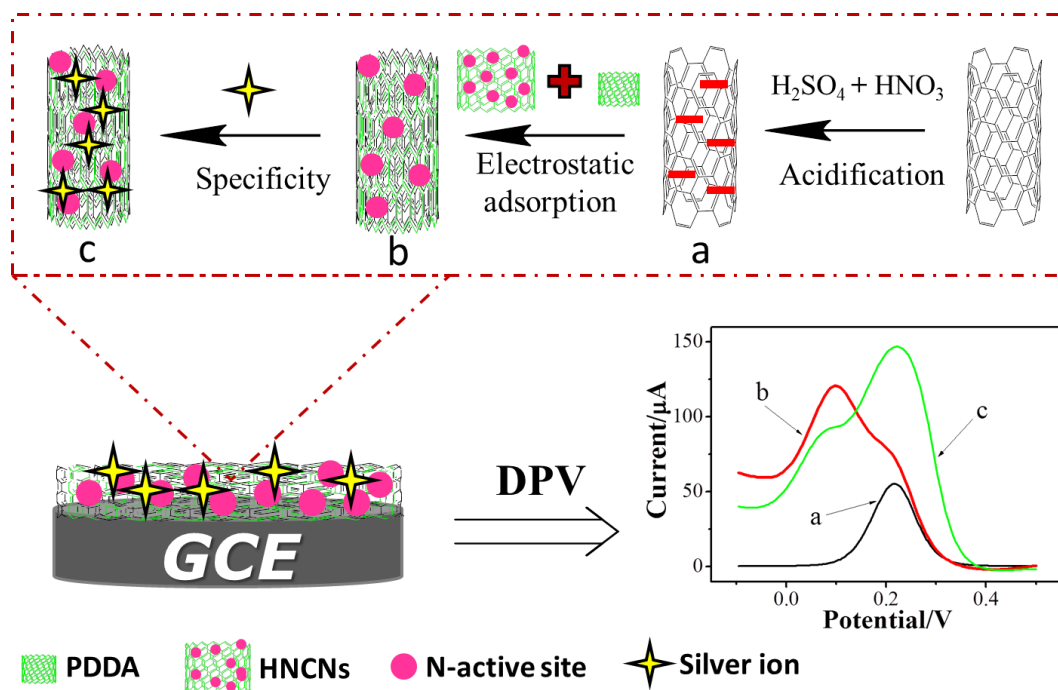 H₂SO₄ + HNO₃
Specificity
Electrostatic
adsorption
Acidification
c
b
a
150
100
50
0
0.0
0.2
0.4
Current/μA
Potential/V
b
c
a
DPV
GCE
PDDA
HNCNs
N-active site
Silver ion